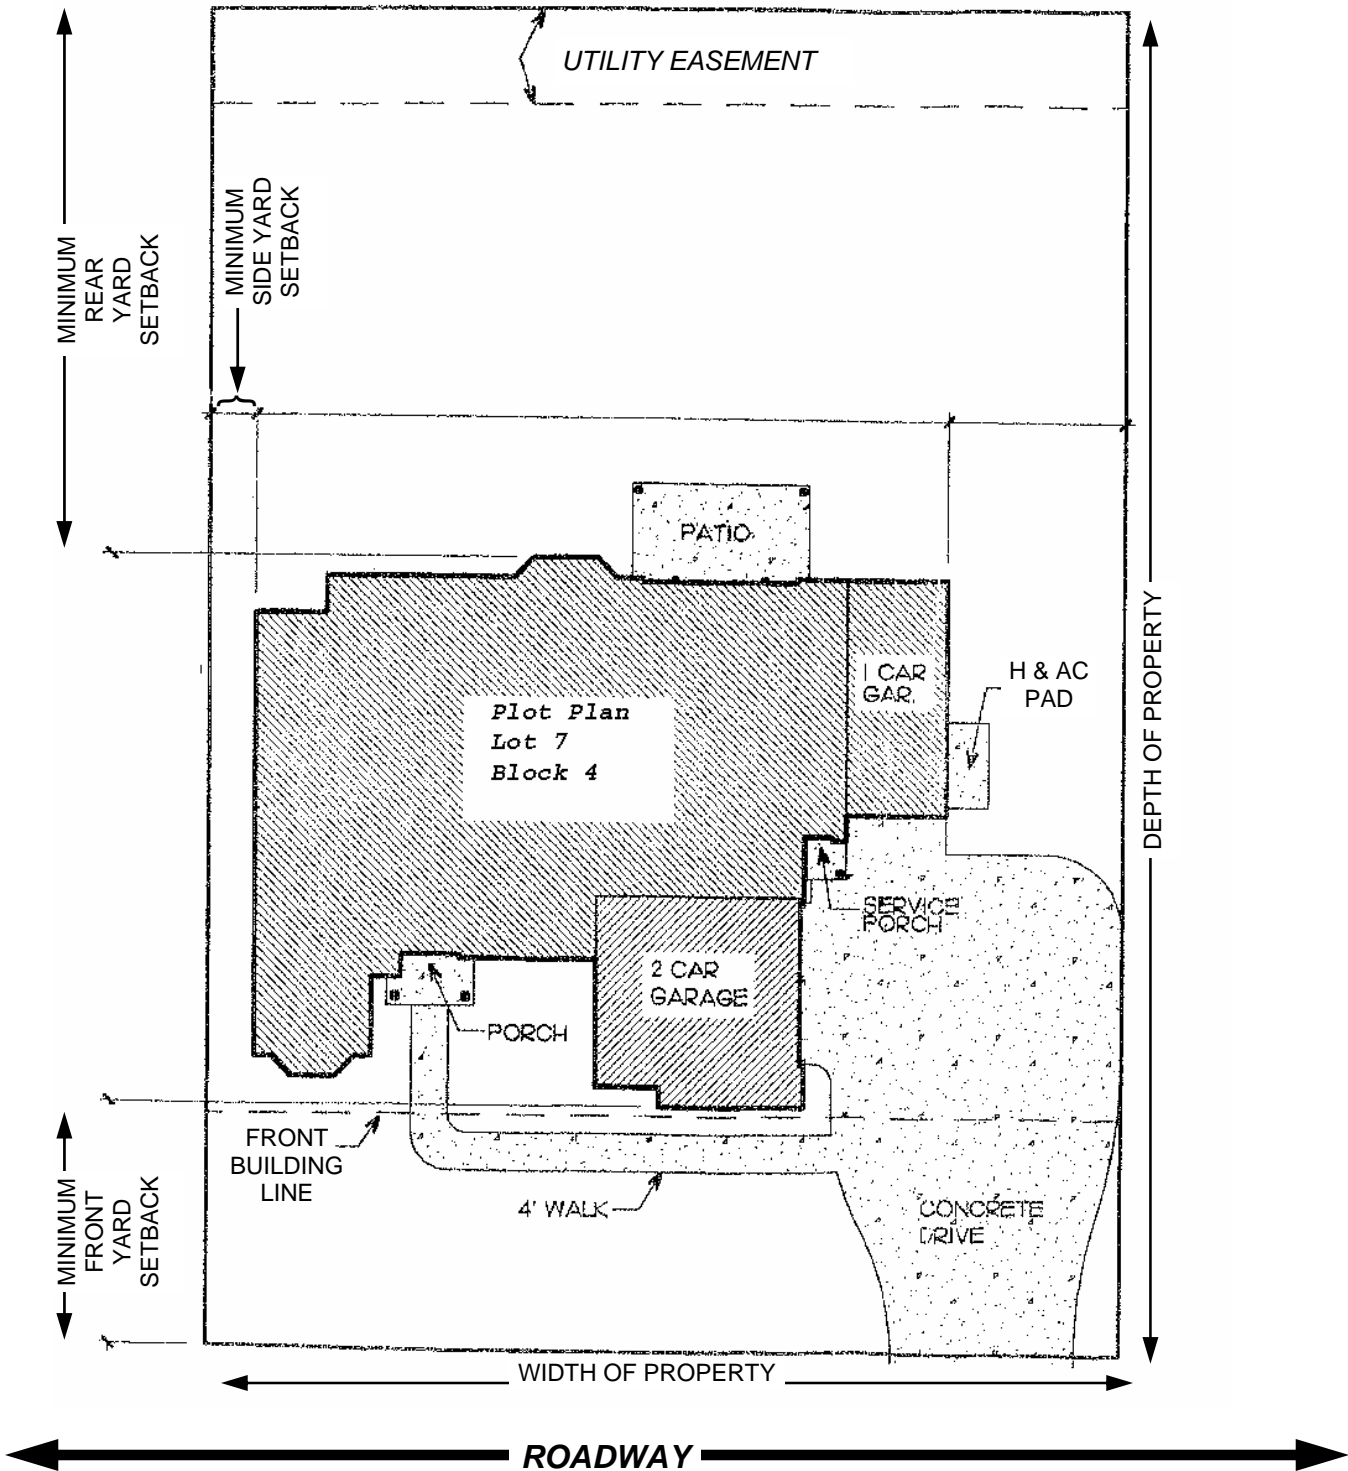 UTILITY EASEMENT
MINIMUM
REAR
YARD
SETBACK
MINIMUM
SIDE YARD
SETBACK
PATIO
Plot Plan
Lot 7
Block 4
1 CAR
GAR.
H & AC
PAD
DEPTH OF PROPERTY
SERVICE
PORCH
2 CAR
GARAGE
PORCH
FRONT
BUILDING
LINE
MINIMUM
FRONT
YARD
SETBACK
4' WALK
CONCRETE
DRIVE
WIDTH OF PROPERTY
ROADWAY